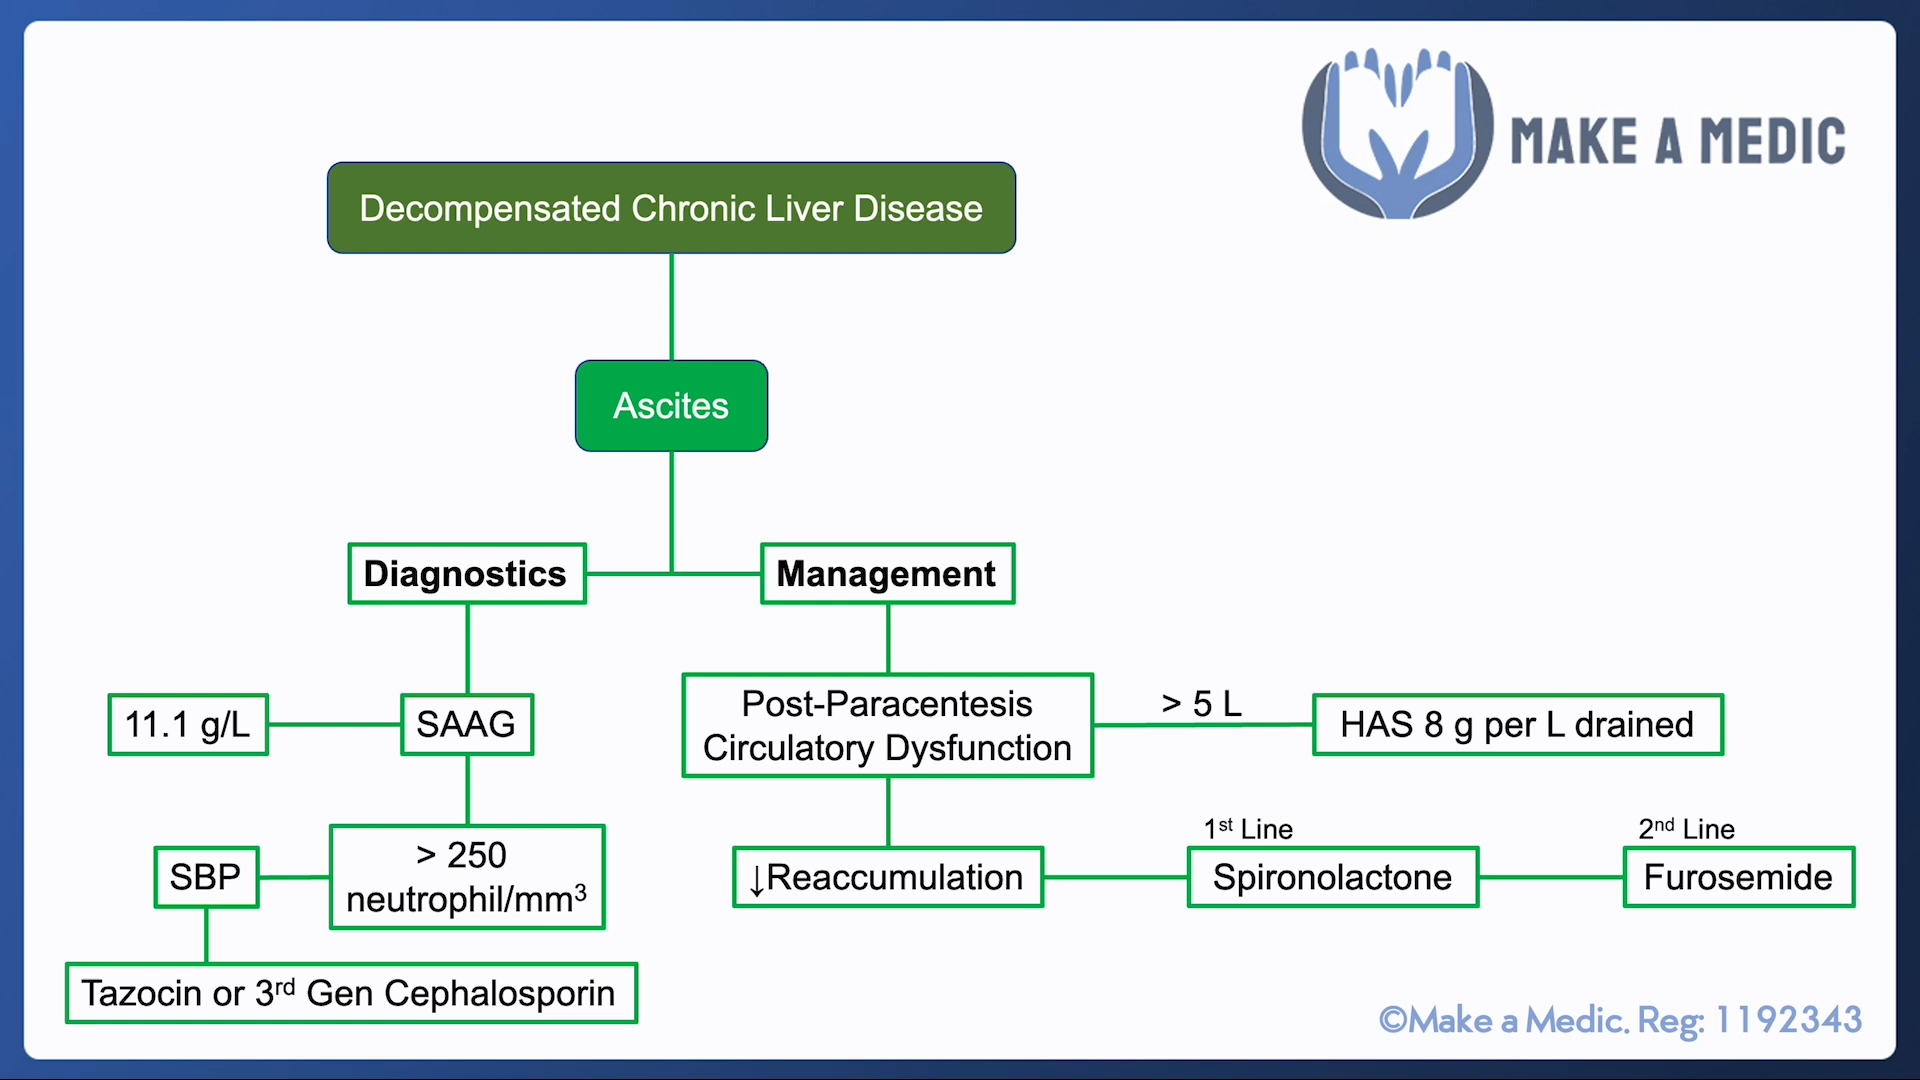 MAKE A MEDIC
Decompensated Chronic Liver Disease
Ascites
Diagnostics
Management
11.1 g/L
SAAG
Post-Paracentesis
Circulatory Dysfunction
> 5 L
HAS 8 g per L drained
SBP
> 250
neutrophil/mm³
↓Reaccumulation
1st Line
Spironolactone
2nd Line
Furosemide
Tazocin or 3rd Gen Cephalosporin
©Make a Medic. Reg: 1192343